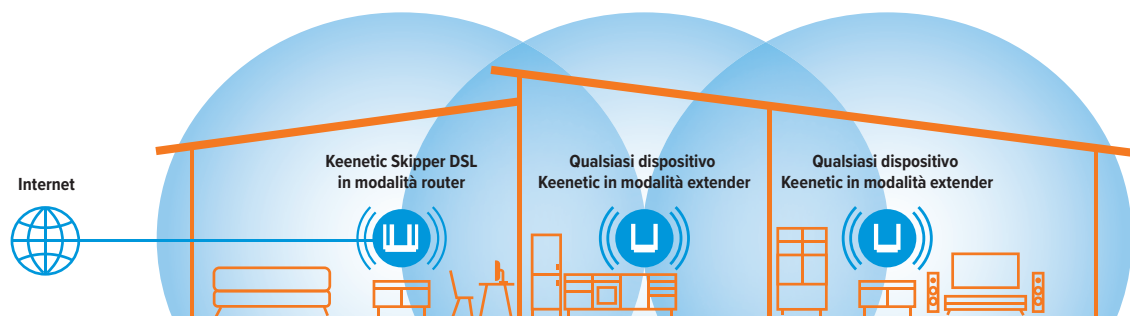 Internet
Keenetic Skipper DSL
in modalità router
Qualsiasi dispositivo
Keenetic in modalità extender
Qualsiasi dispositivo
Keenetic in modalità extender